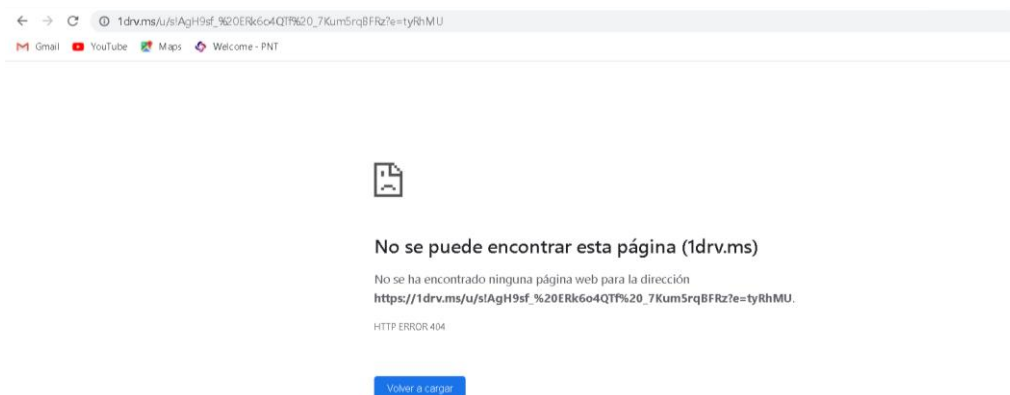 1drv.ms/u/s!AgH9sf_%20ERk6o4QTf%20_7Kum5rqBFRz?e=tyRhMU
Gmail YouTube Maps Welcome - PNT
No se puede encontrar esta página (1drv.ms)
No se ha encontrado ninguna página web para la dirección
https://1drv.ms/u/s!AgH9sf_%20ERk6o4QTf%20_7Kum5rqBFRz?e=tyRhMU.
HTTP ERROR 404
Volver a cargar